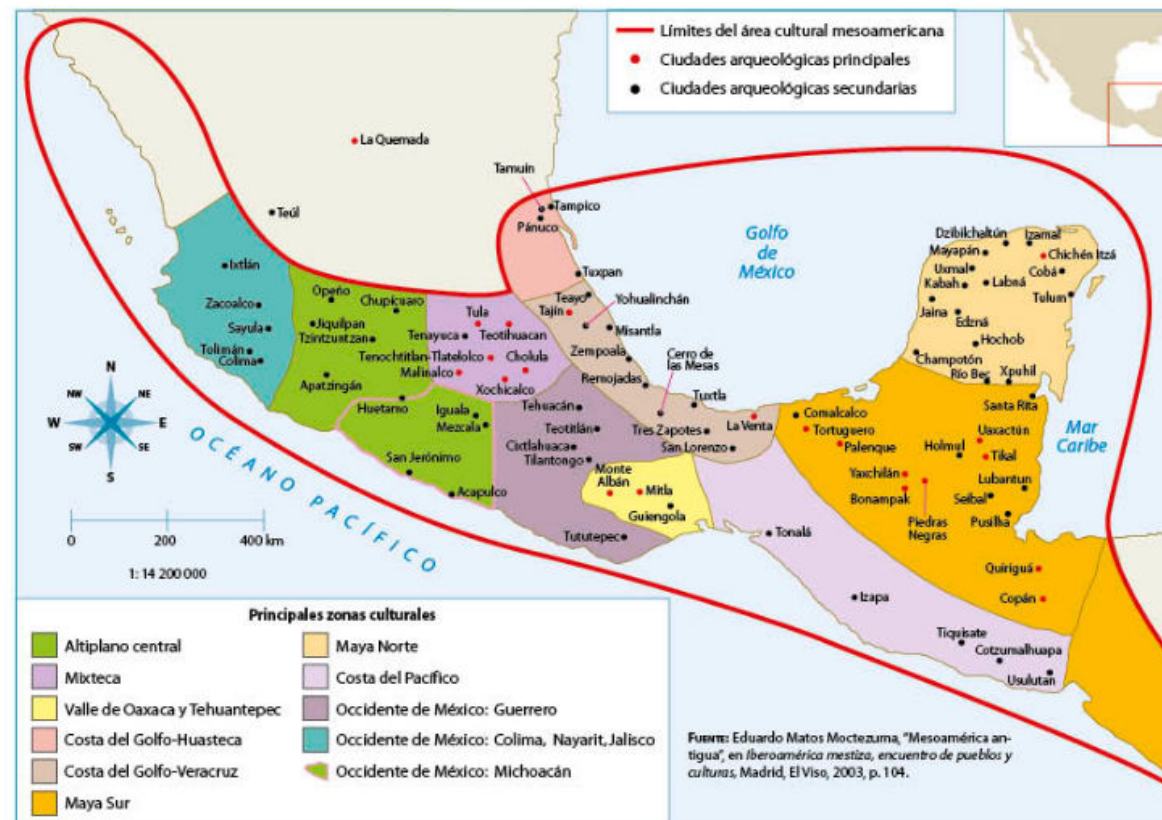 Límites del área cultural mesoamericana
Ciudades arqueológicas principales
Ciudades arqueológicas secundarias
La Quemada
Teúl
Tamuín
Tampico
Pánuco
Tuxpan
Golfo
de
México
Dzibilchaltún
Izamal
Mayapán
Chichén Itzá
Uxmal
Cobá
Kabah
Labná
Tulum
Jaina
Edzná
Hochob
Champotón
Río Bec
Xpuhil
Santa Rita
Ixtlán
Zacoalco
Sayula
Tolimán
Colima
Opeño
Chupicuaro
Jiquilpan
Tzintzuntzan
Apatzingán
Huetamo
Tula
Tenayuca
Teotihuacan
Tenochtitlan-Tlatelolco
Cholula
Malinalco
Xochicalco
Teayo
Yohualinchán
Tajín
Misantla
Zempoala
Remojadas
Cerro de
las Mesas
Tuxtla
Tres Zapotes
La Venta
San Lorenzo
Iguala
Mezcala
San Jerónimo
Acapulco
Tehuacán
Teotitlán
Cixtlahuaca
Tilantongo
Monte
Albán
Mitla
Guiengola
Tututepec
Comalcalco
Tortuguero
Palenque
Yaxchilán
Bonampak
Piedras
Negras
Holmul
Uaxactún
Tikal
Lubantun
Seibal
Pusilha
Quiriguá
Copán
Mar
Caribe
Tonalá
Izapa
Tiquisate
Cotzumalhuapa
Usulutan
N
NE
E
SE
S
SW
W
NW
OCÉANO PACÍFICO
0 200 400 km
1: 14 200 000
Principales zonas culturales
Altiplano central
Mixteca
Valle de Oaxaca y Tehuantepec
Costa del Golfo-Huasteca
Costa del Golfo-Veracruz
Maya Sur
Maya Norte
Costa del Pacífico
Occidente de México: Guerrero
Occidente de México: Colima, Nayarit, Jalisco
Occidente de México: Michoacán
FUENTE: Eduardo Matos Moctezuma, "Mesoamérica an-
tigua", en Iberoamérica mestiza, encuentro de pueblos y
culturas, Madrid, El Viso, 2003, p. 104.